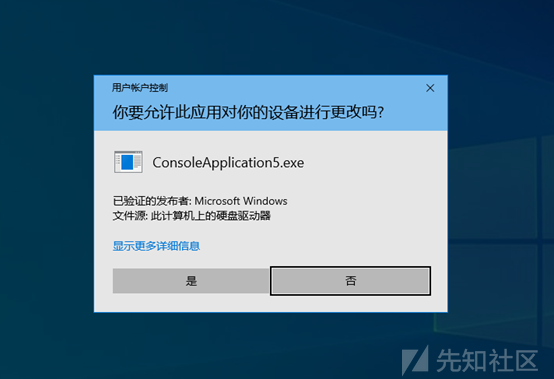 用户帐户控制
你要允许此应用对你的设备进行更改吗?
ConsoleApplication5.exe
已验证的发布者: Microsoft Windows
文件源: 此计算机上的硬盘驱动器
显示更多详细信息
是
否
先知社区